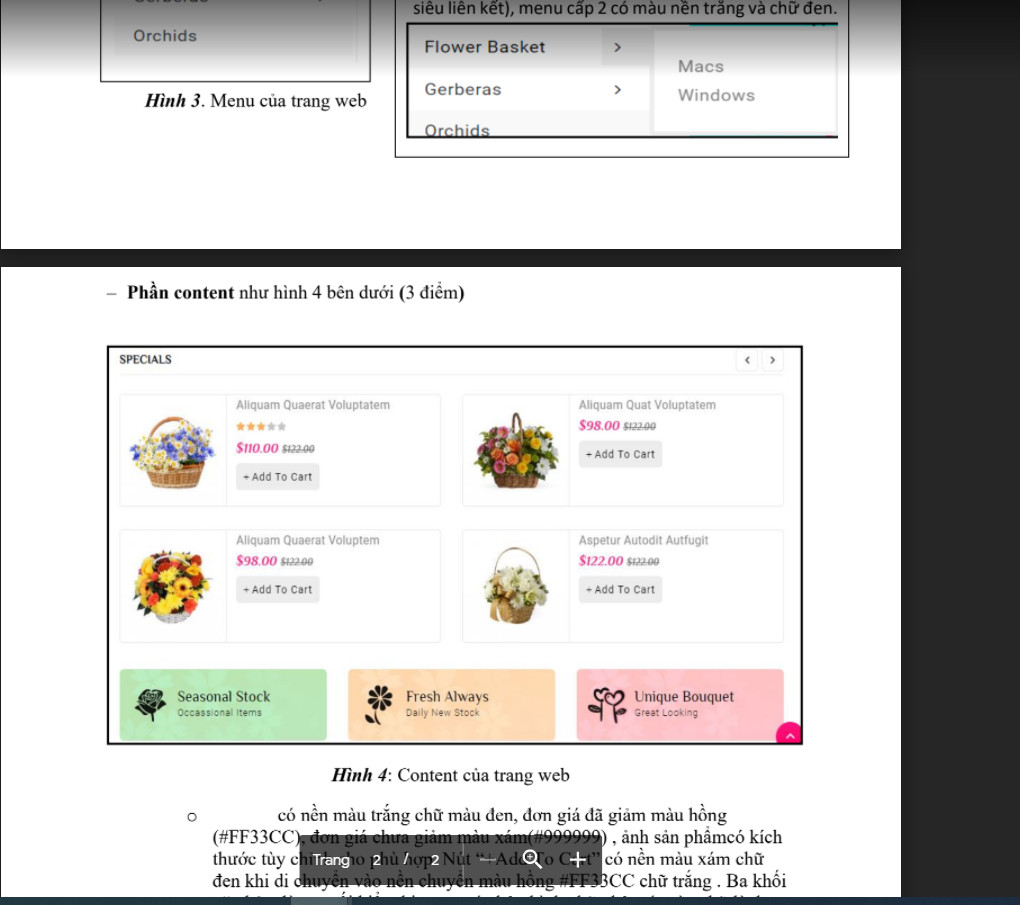 Orchids
Hình 3. Menu của trang web
siêu liên kết), menu cấp 2 có màu nền trắng và chữ đen.
Flower Basket >
Macs
Gerberas >
Windows
Orchids
– Phần content như hình 4 bên dưới (3 điểm)
SPECIALS < >
Aliquam Quaerat Voluptatem
$110.00 $122.00
+ Add To Cart
Aliquam Quat Voluptatem
$98.00 $122.00
+ Add To Cart
Aliquam Quaerat Voluptem
$98.00 $122.00
+ Add To Cart
Aspetur Autodit Autfugit
$122.00 $122.00
+ Add To Cart
Seasonal Stock
Occassional Items
Fresh Always
Daily New Stock
Unique Bouquet
Great Looking
Hình 4: Content của trang web
o có nền màu trắng chữ màu đen, đơn giá đã giảm màu hồng
(#FF33CC), đơn giá chưa giảm màu xám(#999999) , ảnh sản phẩmcó kích
thước tùy cho phù hợp. Nút “+Add To Cart” có nền màu xám chữ
Trang 2 / 2
đen khi di chuyển vào nền chuyển màu hồng #FF33CC chữ trắng . Ba khối